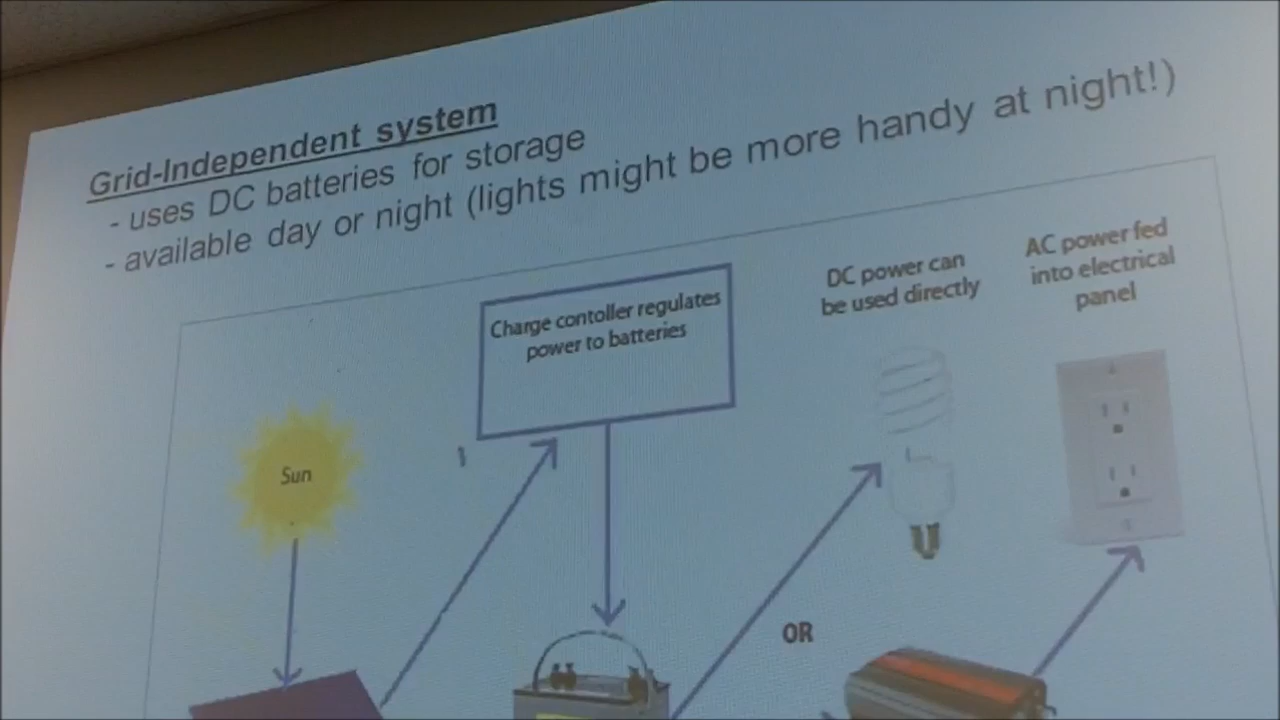 Grid-Independent system
- uses DC batteries for storage
- available day or night (lights might be more handy at night!)
Charge contoller regulates
power to batteries
DC power can
be used directly
AC power fed
into electrical
panel
Sun
OR